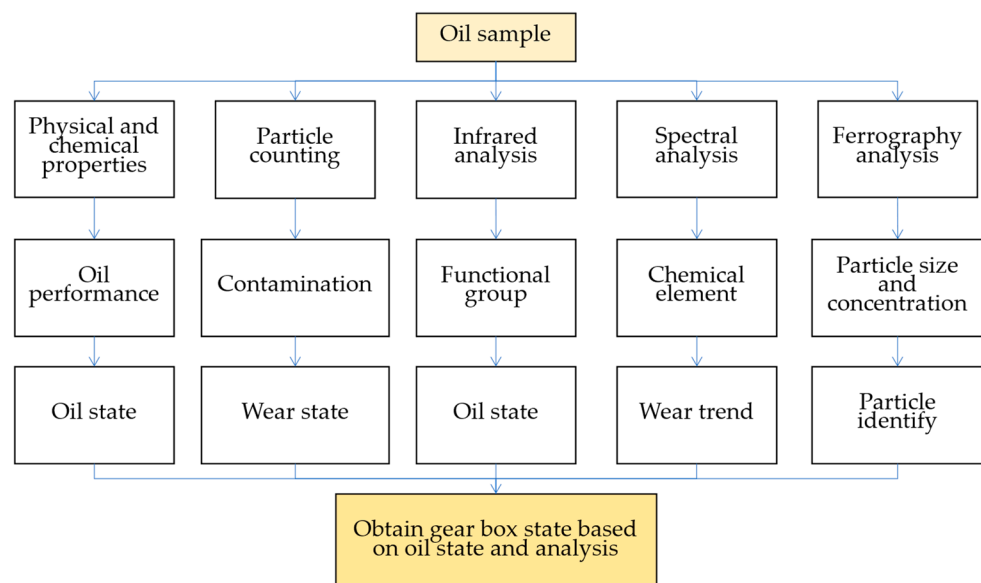 Oil sample
Physical and
chemical
properties
Particle
counting
Infrared
analysis
Spectral
analysis
Ferrography
analysis
Oil
performance
Contamination
Functional
group
Chemical
element
Particle size
and
concentration
Oil state
Wear state
Oil state
Wear trend
Particle
identify
Obtain gear box state based
on oil state and analysis